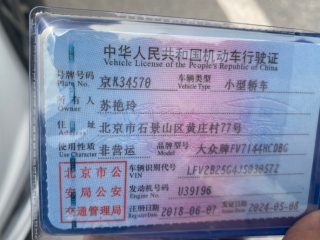 中华人民共和国机动车行驶证
Vehicle License of the People's Republic of China
号牌号码 京K34570 车辆类型 小型轿车
Plate No. Vehicle Type
所有人 苏艳玲
Owner
住址 北京市石景山区黄庄村77号
Address
使用性质 非营运 品牌型号 大众牌FV7144HCDBG
Use Character Model
北京市公安局公安交通管理局
车辆识别代号 LFV2B25G4J5030572
VIN
发动机号码 U39196
Engine No.
注册日期 2018-06-07 2024-05-08
Register Date